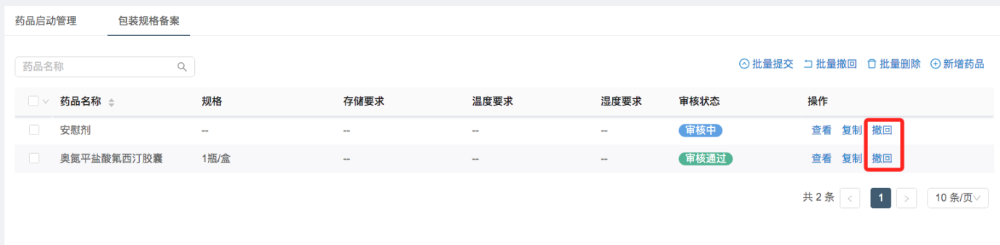 药品启动管理 包装规格备案
药品名称 批量提交 批量撤回 批量删除 新增药品
药品名称 规格 存储要求 温度要求 湿度要求 审核状态 操作
安慰剂 -- -- -- -- 审核中 查看 复制 撤回
奥氮平盐酸氟西汀胶囊 1瓶/盒 -- -- -- 审核通过 查看 复制 撤回
共 2 条 < 1 > 10 条/页